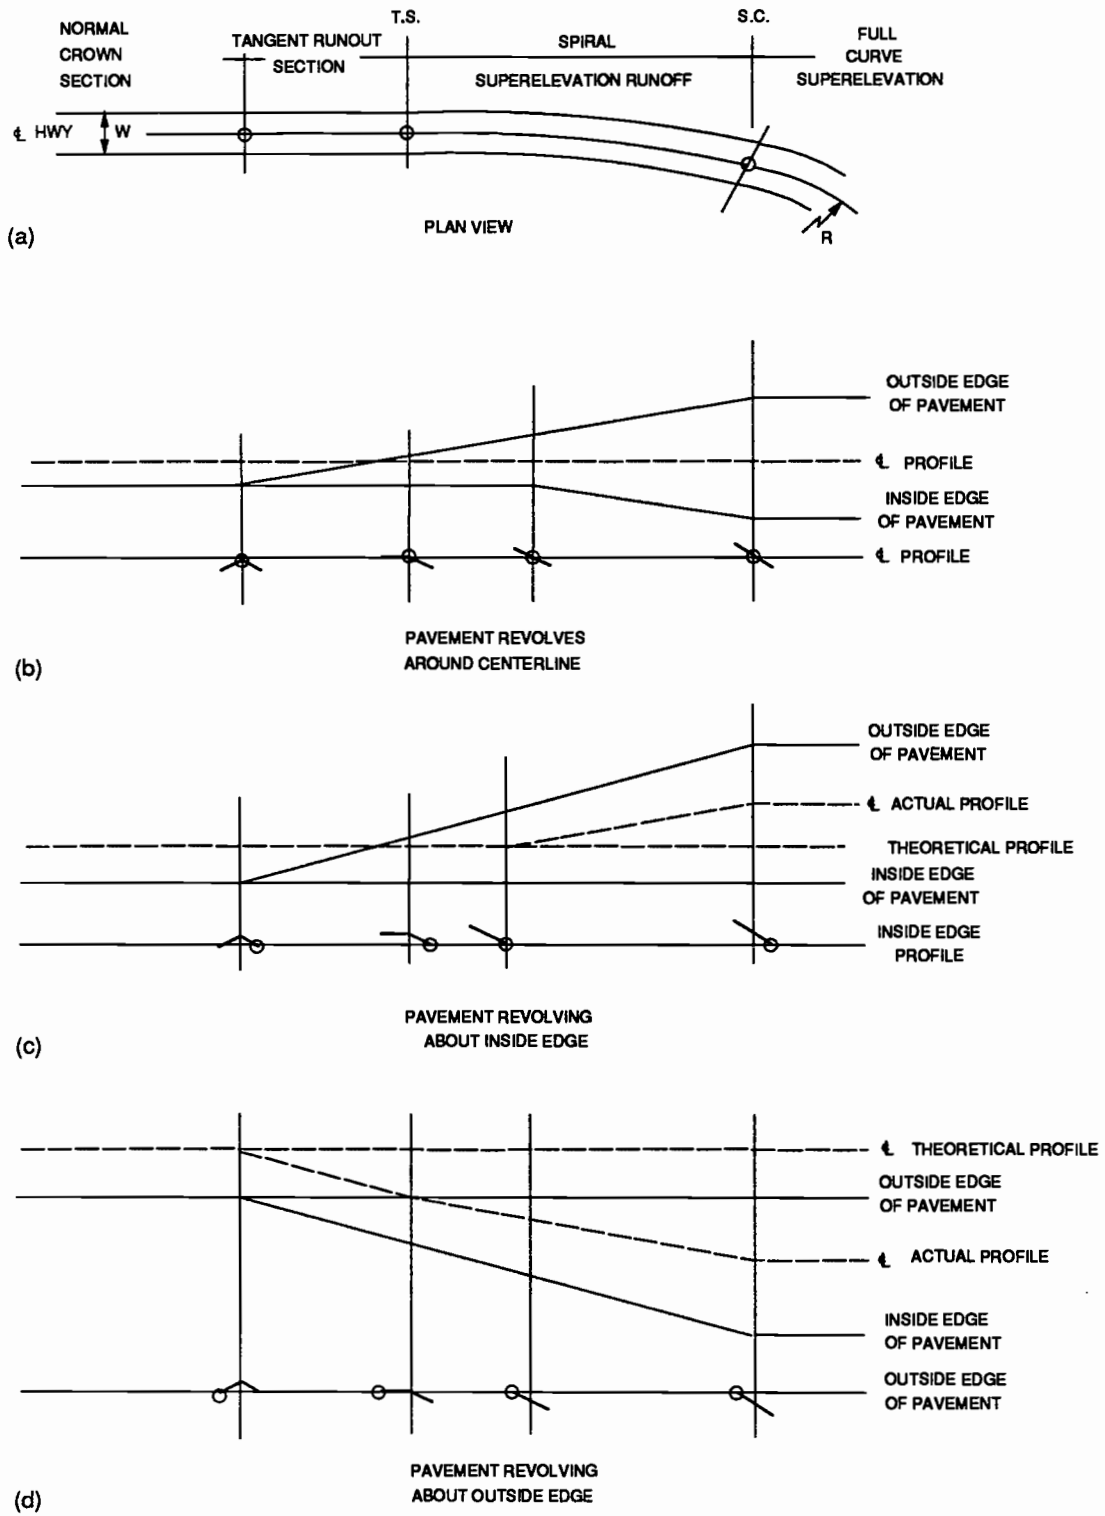 T.S.
S.C.
NORMAL
CROWN
SECTION
TANGENT RUNOUT
SECTION
SPIRAL
SUPERELEVATION RUNOFF
FULL
CURVE
SUPERELEVATION
℄ HWY
W
R
PLAN VIEW
(a)
OUTSIDE EDGE
OF PAVEMENT
℄ PROFILE
INSIDE EDGE
OF PAVEMENT
℄ PROFILE
PAVEMENT REVOLVES
AROUND CENTERLINE
(b)
OUTSIDE EDGE
OF PAVEMENT
℄ ACTUAL PROFILE
THEORETICAL PROFILE
INSIDE EDGE
OF PAVEMENT
INSIDE EDGE
PROFILE
PAVEMENT REVOLVING
ABOUT INSIDE EDGE
(c)
℄ THEORETICAL PROFILE
OUTSIDE EDGE
OF PAVEMENT
℄ ACTUAL PROFILE
INSIDE EDGE
OF PAVEMENT
OUTSIDE EDGE
OF PAVEMENT
PAVEMENT REVOLVING
ABOUT OUTSIDE EDGE
(d)